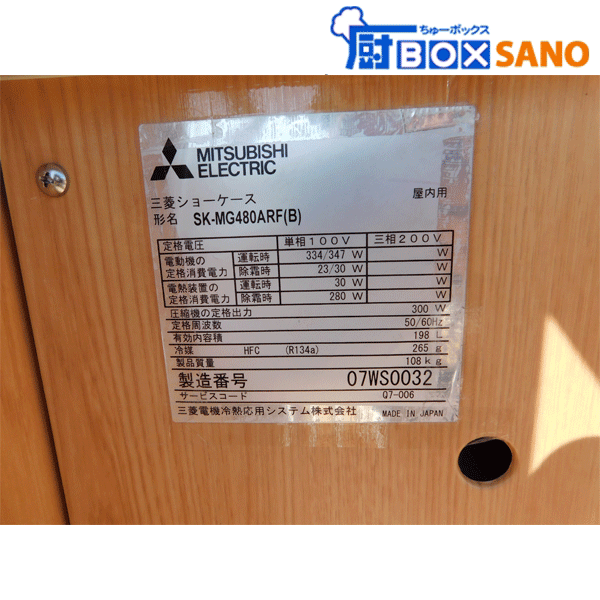 ちゅーボックス
厨BOX SANO
MITSUBISHI
ELECTRIC
三菱ショーケース
屋内用
形名 SK-MG480ARF(B)
定格電圧 単相100V 三相200V
電動機の 運転時 334/347 W W
定格消費電力 除霜時 23/30 W W
電熱装置の 運転時 30 W W
定格消費電力 除霜時 280 W W
圧縮機の定格出力 300 W
定格周波数 50/60Hz
有効内容積 198 L
冷媒 HFC (R134a) 265 g
製品質量 108kg
製造番号 07WS0032
サービスコード Q7-006
三菱電機冷熱応用システム株式会社 MADE IN JAPAN